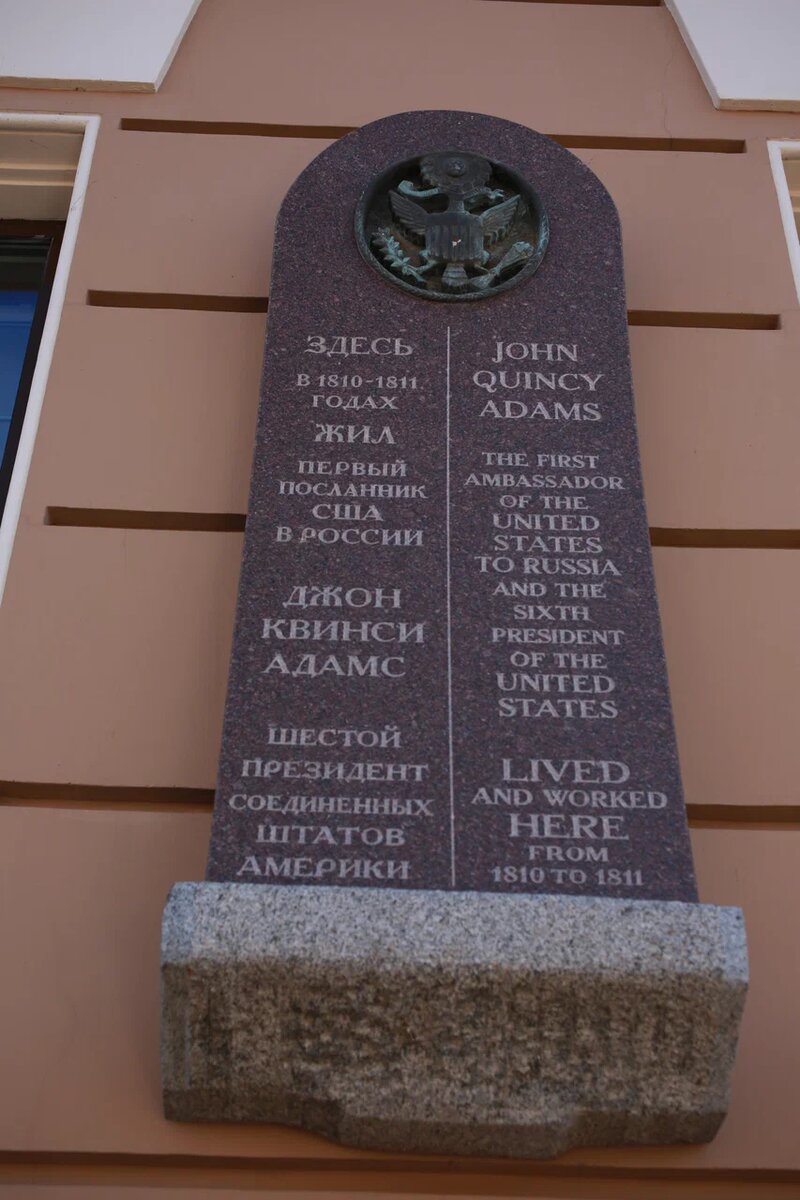 ЗДЕСЬ
В 1810-1811
ГОДАХ
ЖИЛ
ПЕРВЫЙ
ПОСЛАННИК
США
В РОССИИ
ДЖОН
КВИНСИ
АДАМС
ШЕСТОЙ
ПРЕЗИДЕНТ
СОЕДИНЕННЫХ
ШТАТОВ
АМЕРИКИ
JOHN
QUINCY
ADAMS
THE FIRST
AMBASSADOR
OF THE
UNITED
STATES
TO RUSSIA
AND THE
SIXTH
PRESIDENT
OF THE
UNITED
STATES
LIVED
AND WORKED
HERE
FROM
1810 TO 1811